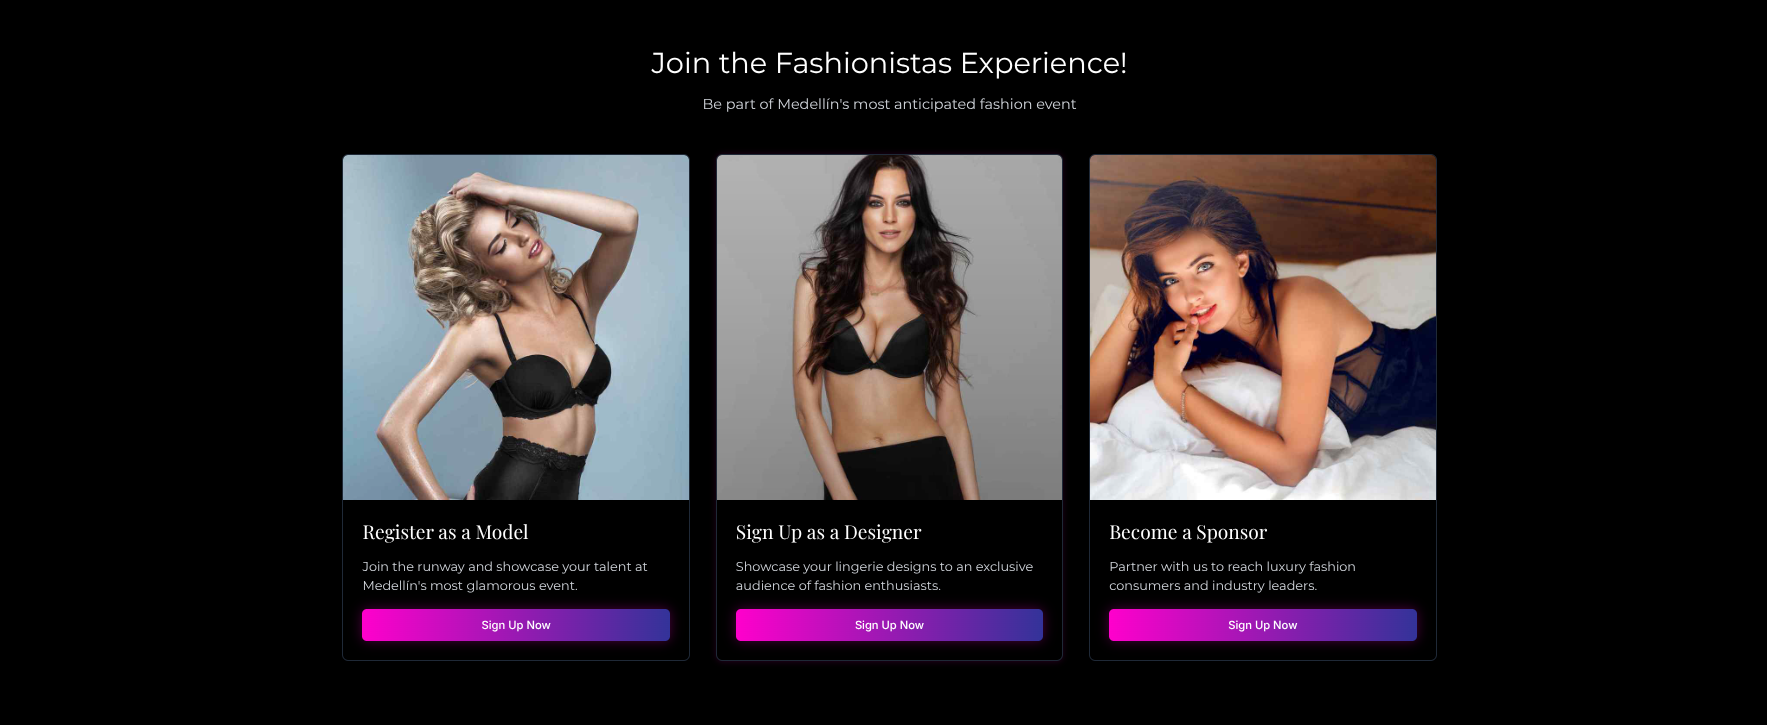 Join the Fashionistas Experience!
Be part of Medellín's most anticipated fashion event
Register as a Model
Join the runway and showcase your talent at
Medellín's most glamorous event.
Sign Up Now
Sign Up as a Designer
Showcase your lingerie designs to an exclusive
audience of fashion enthusiasts.
Sign Up Now
Become a Sponsor
Partner with us to reach luxury fashion
consumers and industry leaders.
Sign Up Now